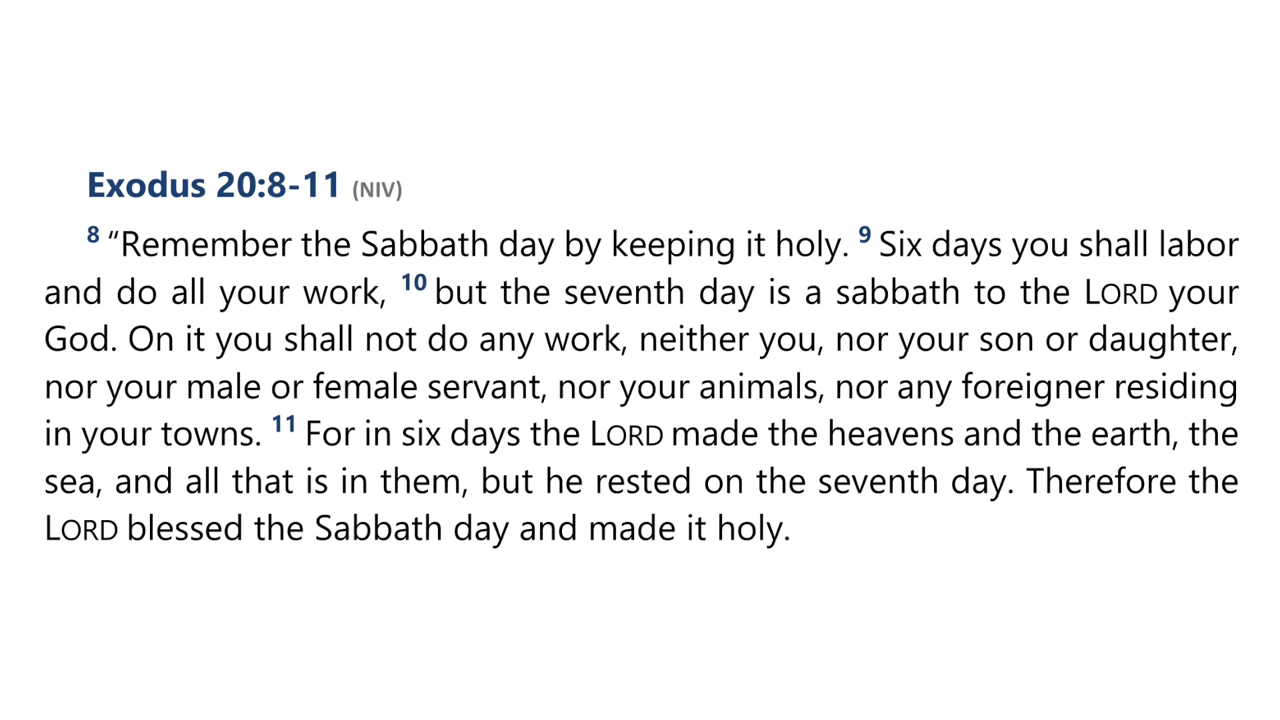 Exodus 20:8-11 (NIV)
8 “Remember the Sabbath day by keeping it holy. 9 Six days you shall labor
and do all your work, 10 but the seventh day is a sabbath to the LORD your
God. On it you shall not do any work, neither you, nor your son or daughter,
nor your male or female servant, nor your animals, nor any foreigner residing
in your towns. 11 For in six days the LORD made the heavens and the earth, the
sea, and all that is in them, but he rested on the seventh day. Therefore the
LORD blessed the Sabbath day and made it holy.